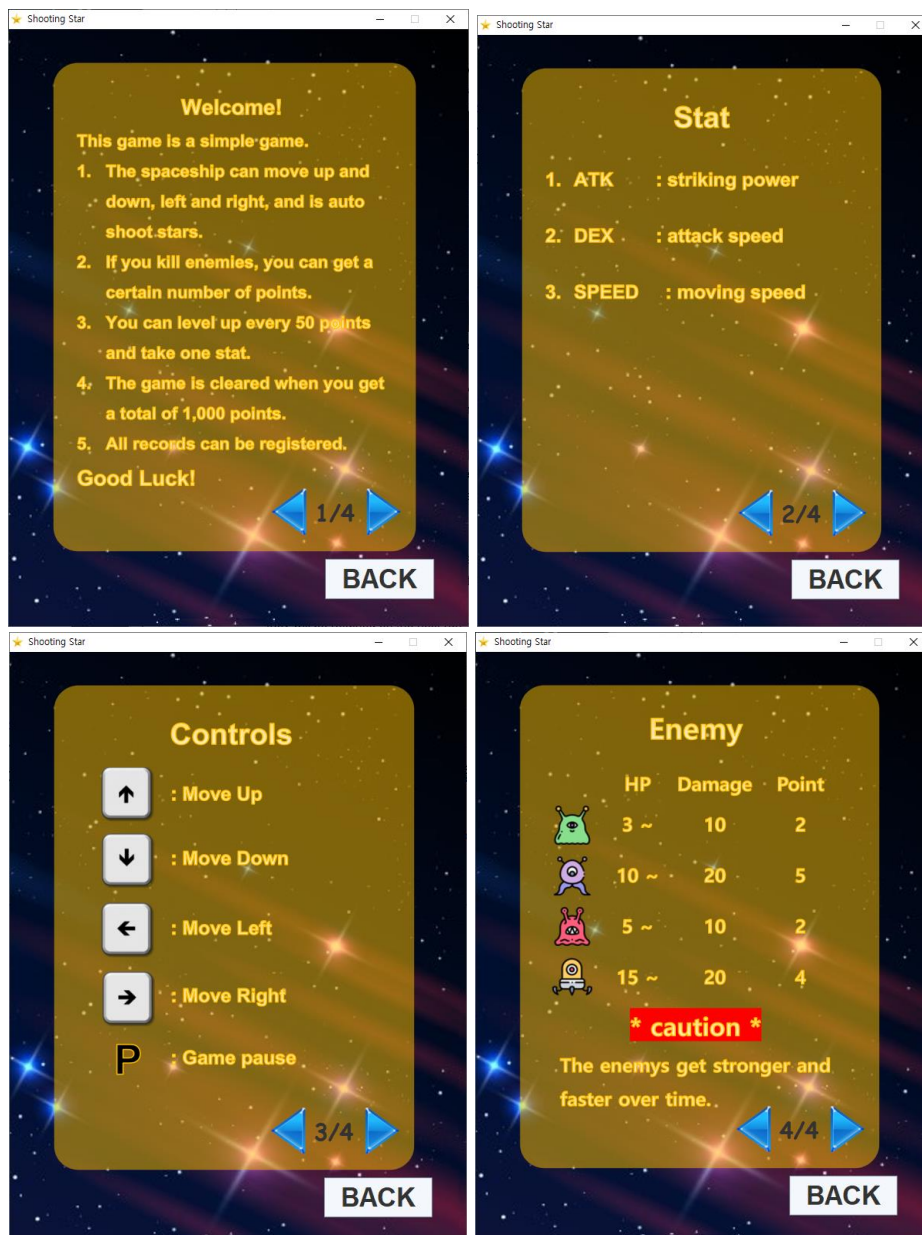 Shooting Star
Welcome!
This game is a simple game.
1. The spaceship can move up and
down, left and right, and is auto
shoot stars.
2. If you kill enemies, you can get a
certain number of points.
3. You can level up every 50 points
and take one stat.
4. The game is cleared when you get
a total of 1,000 points.
5. All records can be registered.
Good Luck!
1/4
BACK
Shooting Star
Stat
1. ATK : striking power
2. DEX : attack speed
3. SPEED : moving speed
2/4
BACK
Shooting Star
Controls
: Move Up
: Move Down
: Move Left
: Move Right
P : Game pause
3/4
BACK
Shooting Star
Enemy
HP Damage Point
3 ~ 10 2
10 ~ 20 5
5 ~ 10 2
15 ~ 20 4
* caution *
The enemys get stronger and
faster over time.
4/4
BACK